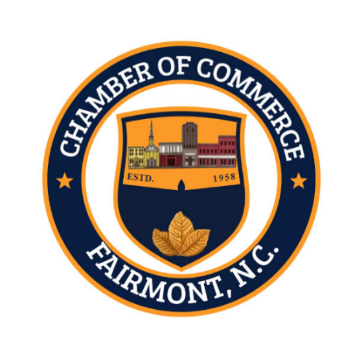 CHAMBER OF COMMERCE
ESTD. 1958
FAIRMONT, N.C.